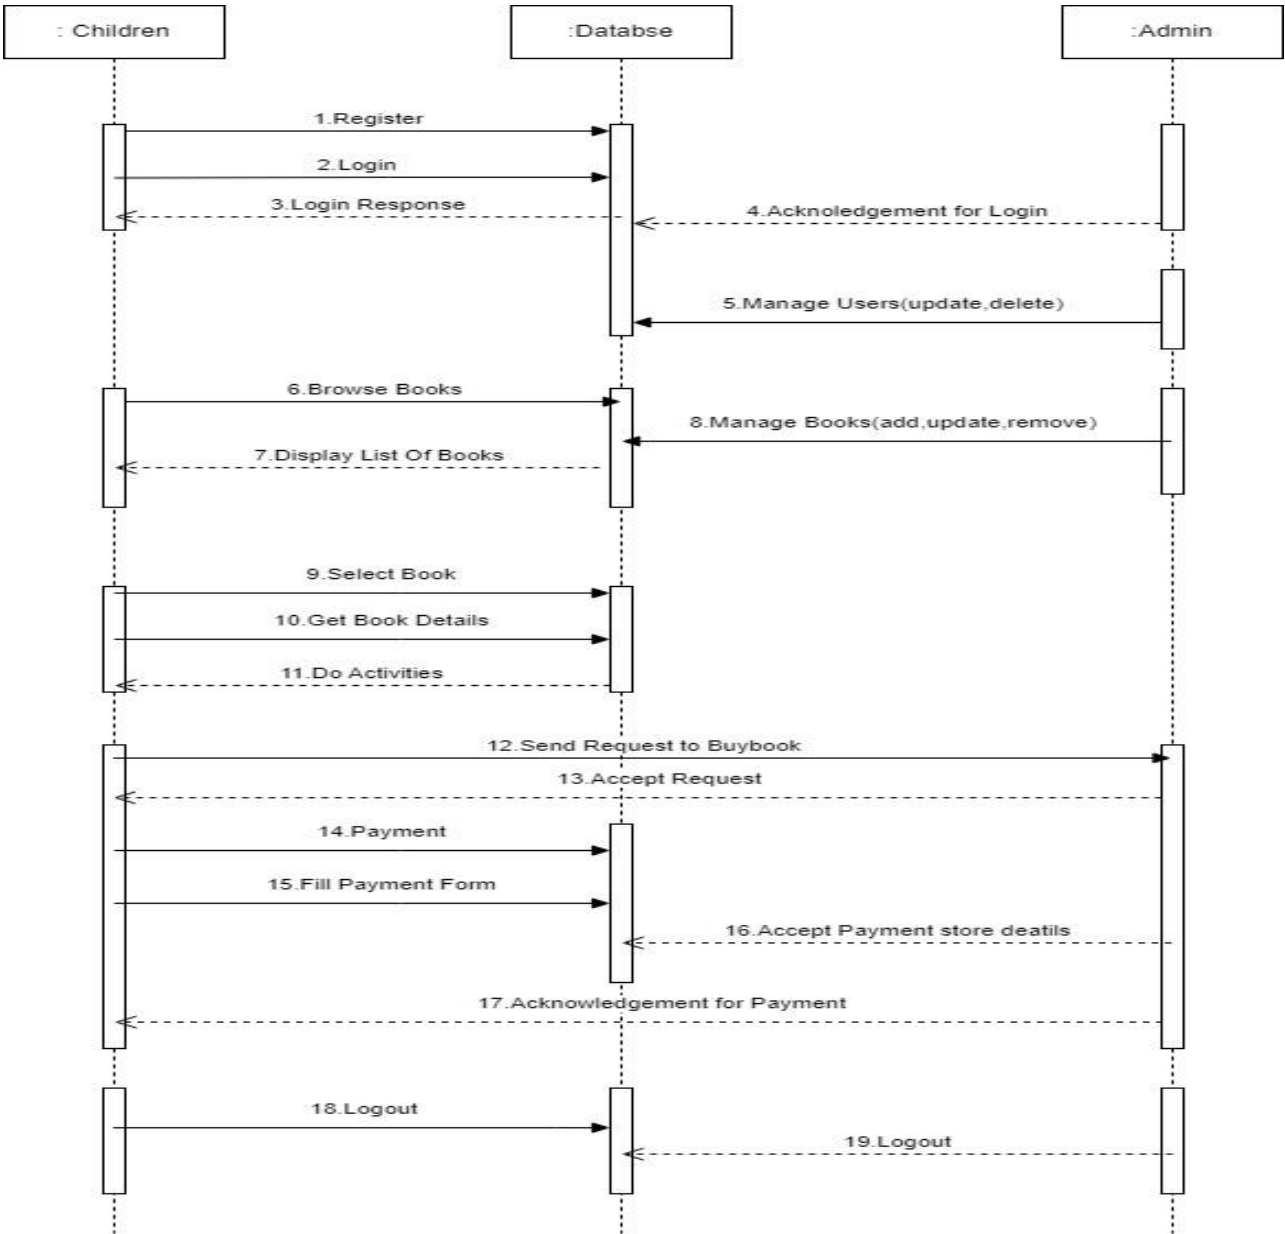 : Children
:Databse
:Admin
1.Register
2.Login
3.Login Response
4.Acknoledgement for Login
5.Manage Users(update,delete)
6.Browse Books
8.Manage Books(add,update,remove)
7.Display List Of Books
9.Select Book
10.Get Book Details
11.Do Activities
12.Send Request to Buybook
13.Accept Request
14.Payment
15.Fill Payment Form
16.Accept Payment store deatils
17.Acknowledgement for Payment
18.Logout
19.Logout